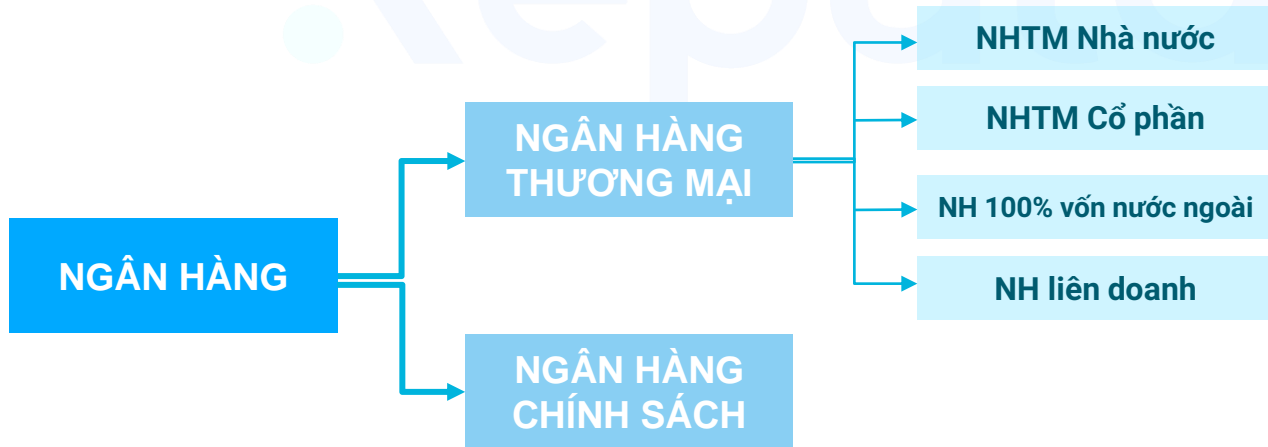 NHTM Nhà nước
NHTM Cổ phần
NGÂN HÀNG
THƯƠNG MẠI
NH 100% vốn nước ngoài
NGÂN HÀNG
NH liên doanh
NGÂN HÀNG
CHÍNH SÁCH